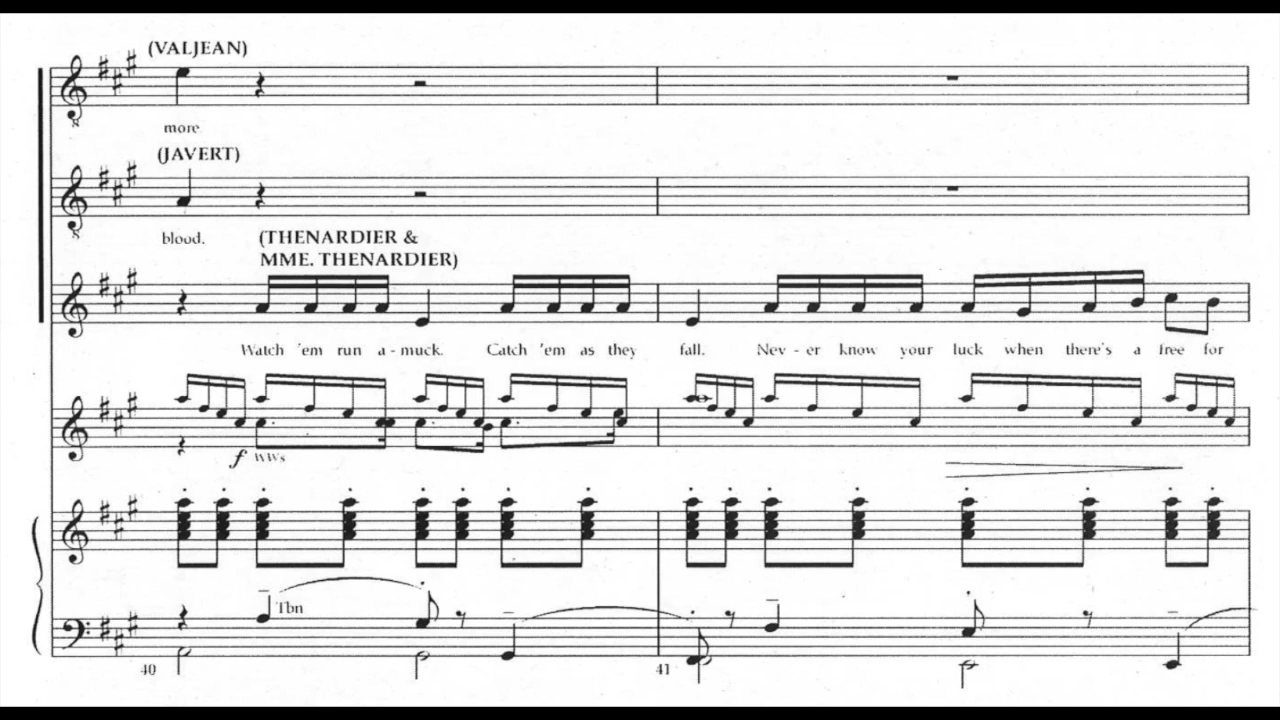 (VALJEAN)
more
(JAVERT)
blood.
(THENARDIER &
MME. THENARDIER)
Watch 'em run a - muck. Catch 'em as they fall. Nev - er know your luck when there's a free for
f WWs
Tbn
40
41